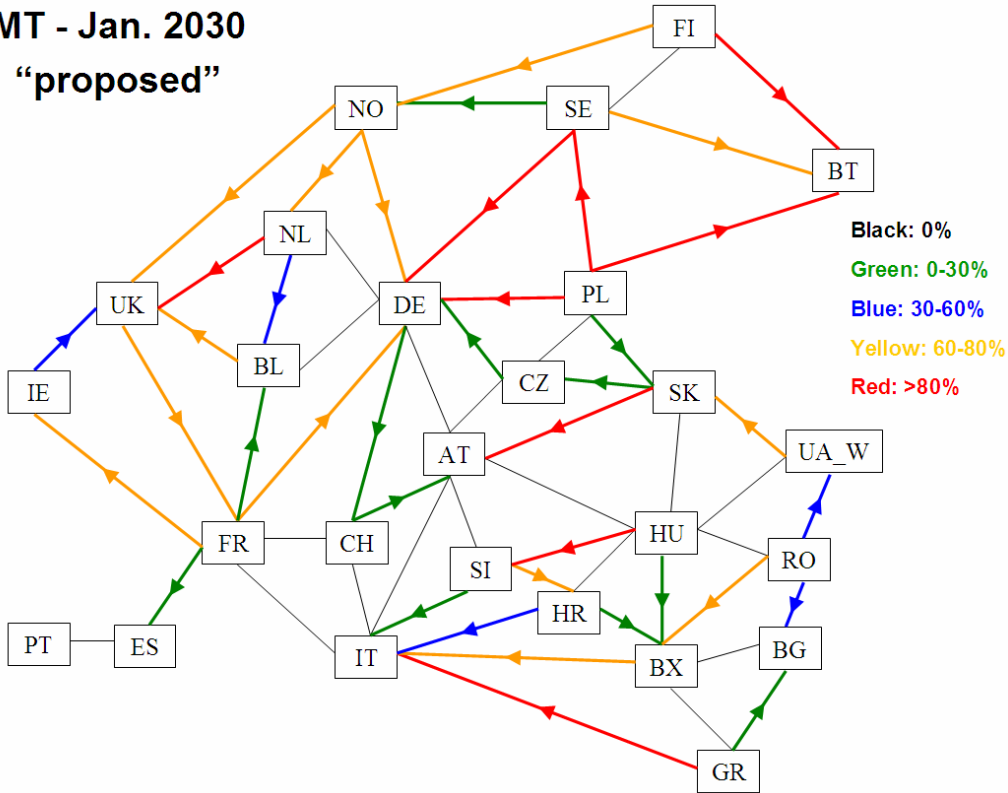 MT - Jan. 2030
“proposed”
FI
NO
SE
BT
NL
Black: 0%
Green: 0-30%
Blue: 30-60%
Yellow: 60-80%
Red: >80%
UK
DE
PL
BL
CZ
IE
SK
AT
UA_W
FR
CH
HU
SI
RO
HR
PT
ES
IT
BX
BG
GR